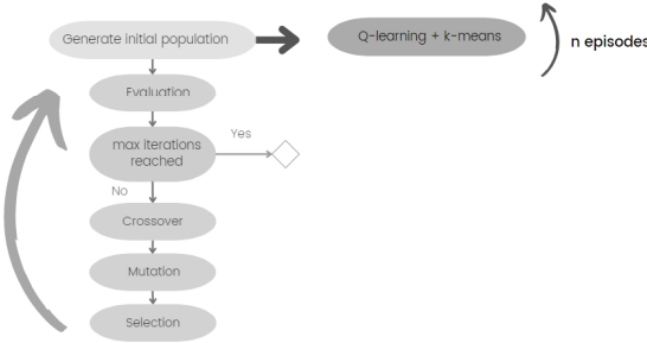 Generate initial population
Q-learning + k-means
n episodes
Evaluation
max iterations
reached
Yes
No
Crossover
Mutation
Selection